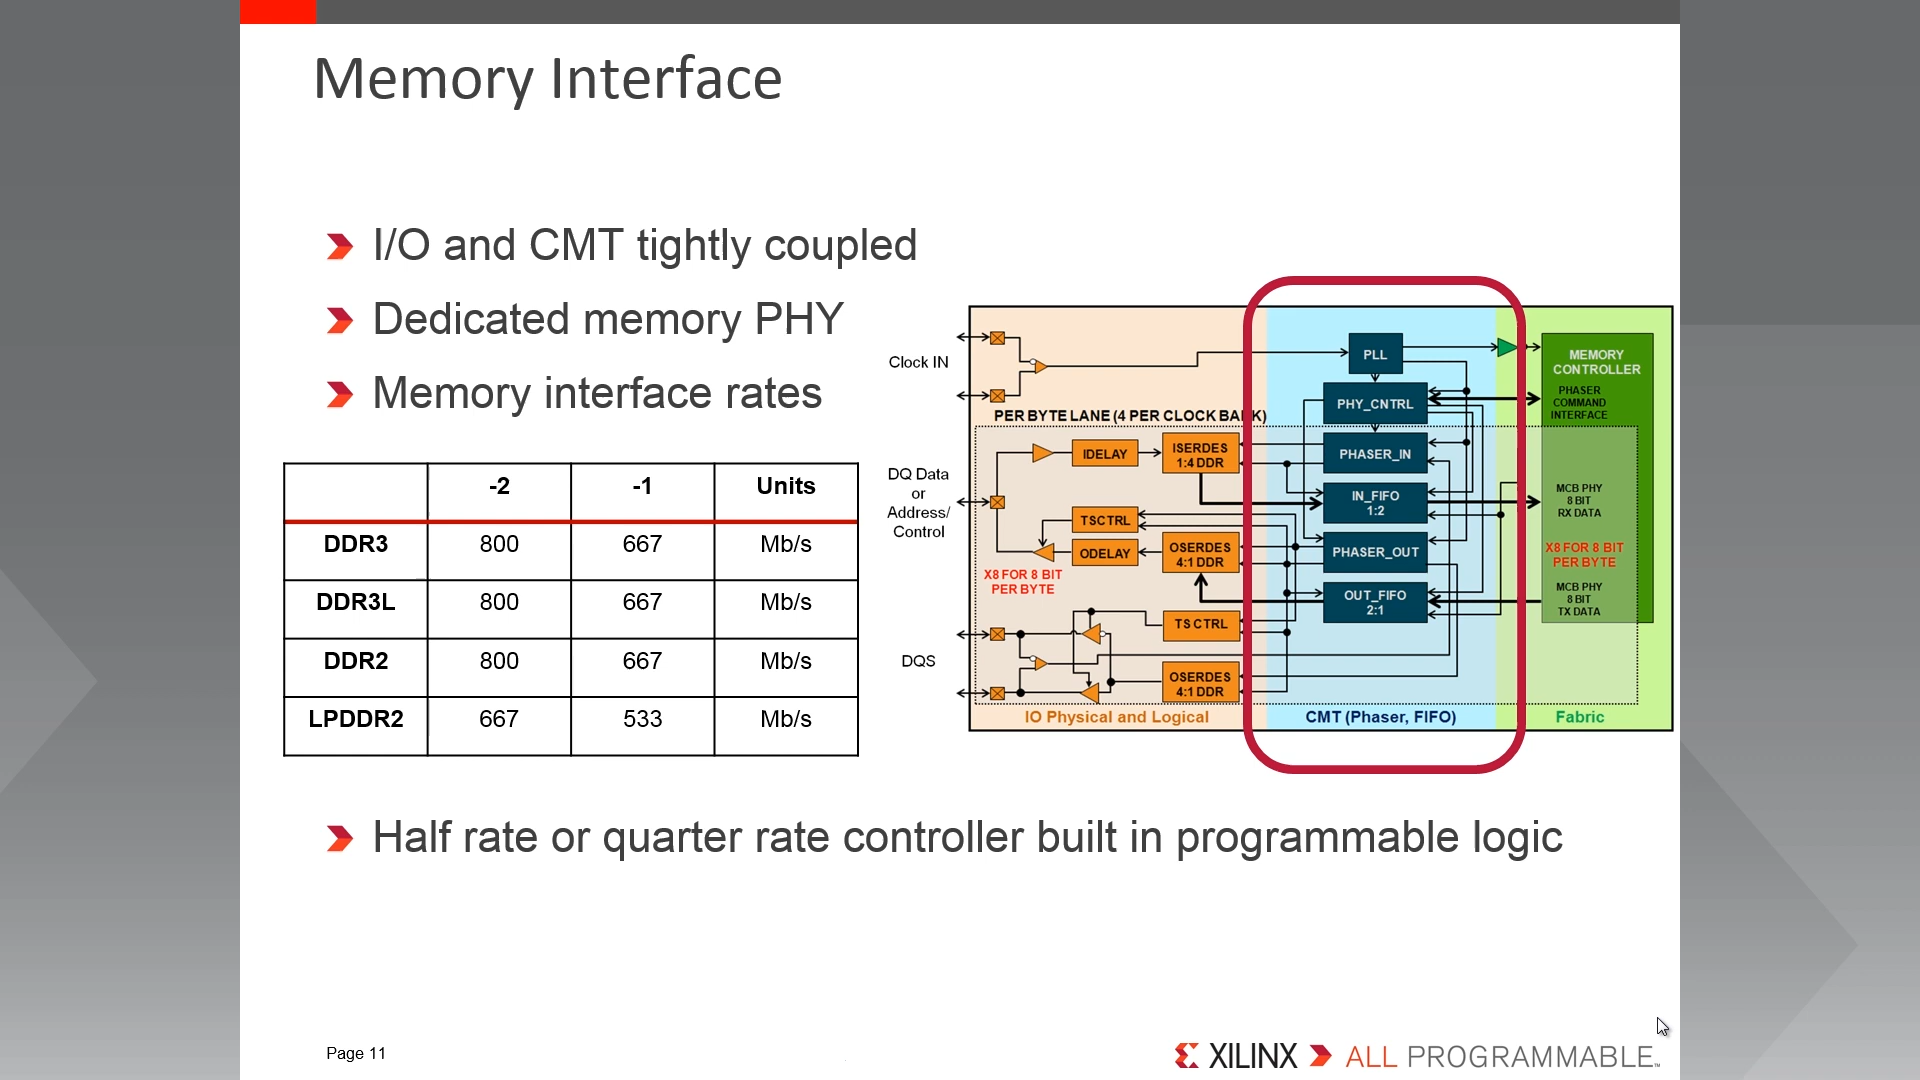 Memory Interface
I/O and CMT tightly coupled
Dedicated memory PHY
Memory interface rates
-2 -1 Units
DDR3 800 667 Mb/s
DDR3L 800 667 Mb/s
DDR2 800 667 Mb/s
LPDDR2 667 533 Mb/s
Clock IN
DQ Data
or
Address/
Control
DQS
PER BYTE LANE (4 PER CLOCK BANK)
IDELAY
ISERDES
1:4 DDR
TSCTRL
ODELAY
OSERDES
4:1 DDR
X8 FOR 8 BIT
PER BYTE
TS CTRL
OSERDES
4:1 DDR
IO Physical and Logical
PLL
PHY_CNTRL
PHASER_IN
IN_FIFO
1:2
PHASER_OUT
OUT_FIFO
2:1
CMT (Phaser, FIFO)
MEMORY
CONTROLLER
PHASER
COMMAND
INTERFACE
MCB PHY
8 BIT
RX DATA
X8 FOR 8 BIT
PER BYTE
MCB PHY
8 BIT
TX DATA
Fabric
Half rate or quarter rate controller built in programmable logic
Page 11
XILINX ALL PROGRAMMABLE™